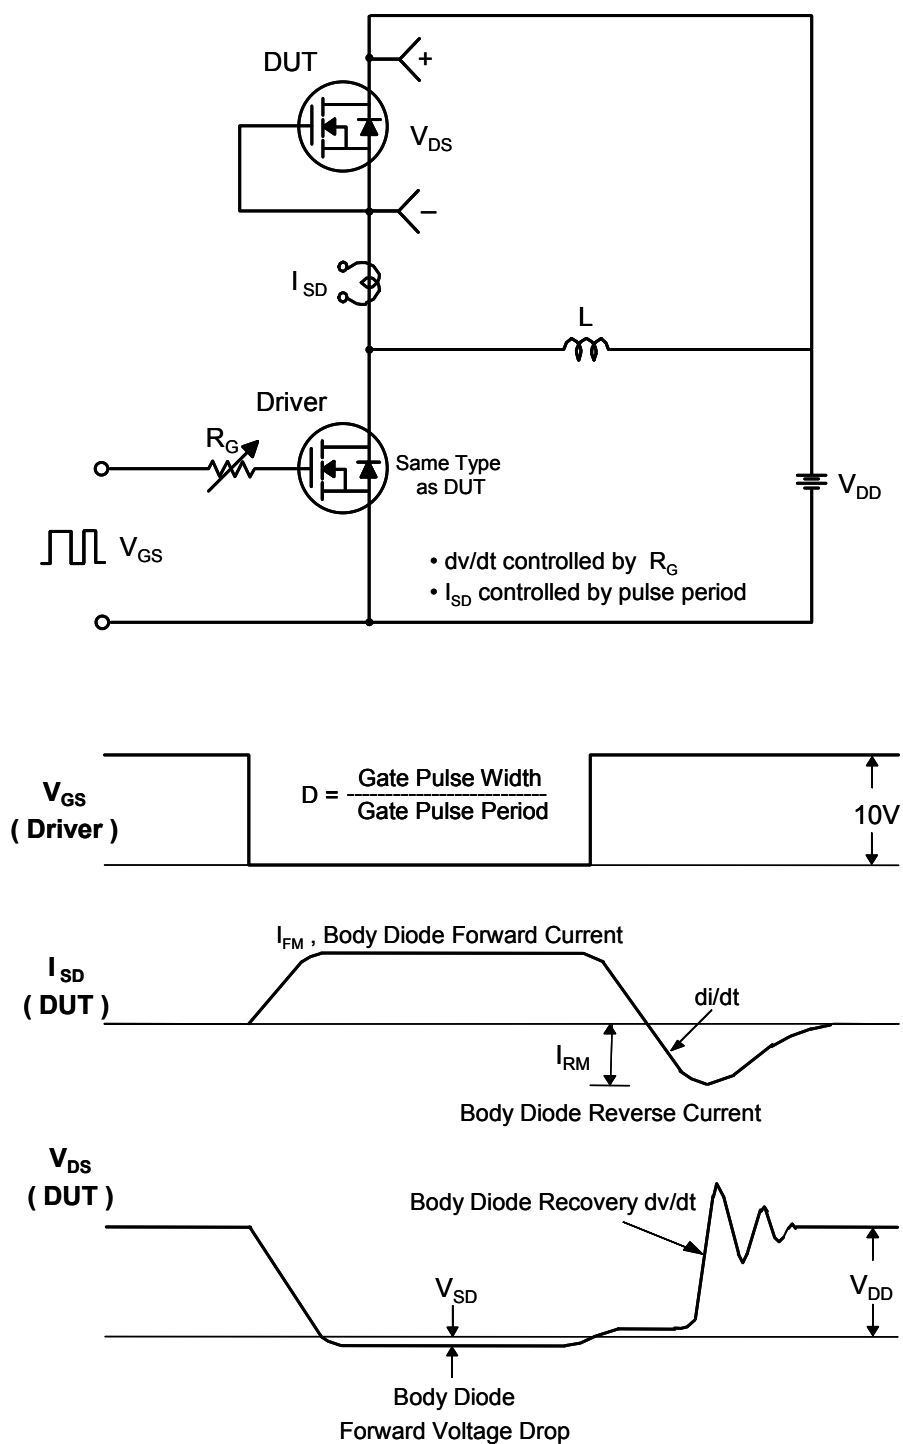 DUT
+
V_DS
−
I_SD
L
Driver
R_G
Same Type
as DUT
V_DD
V_GS
• dv/dt controlled by R_G
• I_SD controlled by pulse period
V_GS
( Driver )
D = Gate Pulse Width
Gate Pulse Period
10V
I_FM , Body Diode Forward Current
I_SD
( DUT )
di/dt
I_RM
Body Diode Reverse Current
V_DS
( DUT )
Body Diode Recovery dv/dt
V_SD
V_DD
Body Diode
Forward Voltage Drop